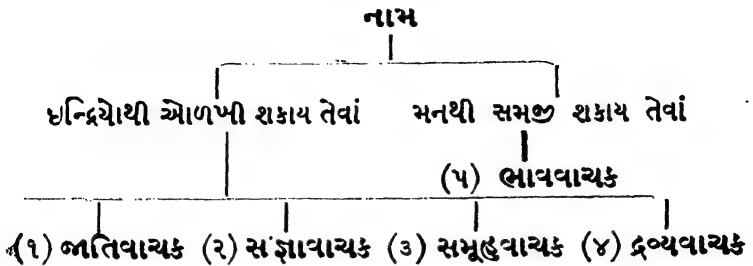 નામ
ઇન્દ્રિયોથી ઓળખી શકાય તેવાં મનથી સમજી શકાય તેવાં
(૫) ભાવવાચક
(૧) જાતિવાચક (૨) સંજ્ઞાવાચક (૩) સમૂહવાચક (૪) દ્રવ્યવાચક